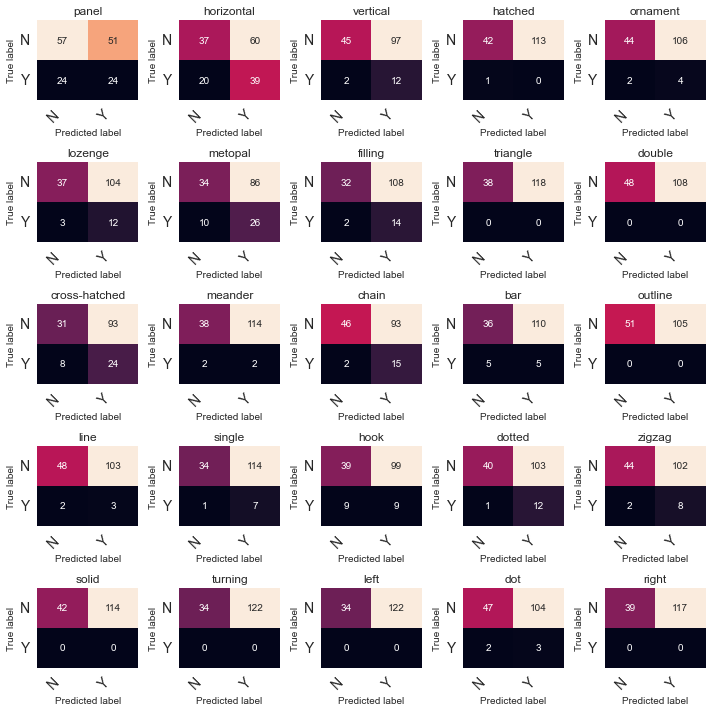 panel horizontal vertical hatched ornament
True label N 57 51 N 37 60 N 45 97 N 42 113 N 44 106
Y 24 24 Y 20 39 Y 2 12 Y 1 0 Y 2 4
N Y N Y N Y N Y N Y
Predicted label Predicted label Predicted label Predicted label Predicted label
lozenge metopal filling triangle double
True label N 37 104 True label N 34 86 True label N 32 108 True label N 38 118 True label N 48 108
Y 3 12 Y 10 26 Y 2 14 Y 0 0 Y 0 0
N Y N Y N Y N Y N Y
Predicted label Predicted label Predicted label Predicted label Predicted label
cross-hatched meander chain bar outline
True label N 31 93 True label N 38 114 True label N 46 93 True label N 36 110 True label N 51 105
Y 8 24 Y 2 2 Y 2 15 Y 5 5 Y 0 0
N Y N Y N Y N Y N Y
Predicted label Predicted label Predicted label Predicted label Predicted label
line single hook dotted zigzag
True label N 48 103 True label N 34 114 True label N 39 99 True label N 40 103 True label N 44 102
Y 2 3 Y 1 7 Y 9 9 Y 1 12 Y 2 8
N Y N Y N Y N Y N Y
Predicted label Predicted label Predicted label Predicted label Predicted label
solid turning left dot right
True label N 42 114 True label N 34 122 True label N 34 122 True label N 47 104 True label N 39 117
Y 0 0 Y 0 0 Y 0 0 Y 2 3 Y 0 0
N Y N Y N Y N Y N Y
Predicted label Predicted label Predicted label Predicted label Predicted label